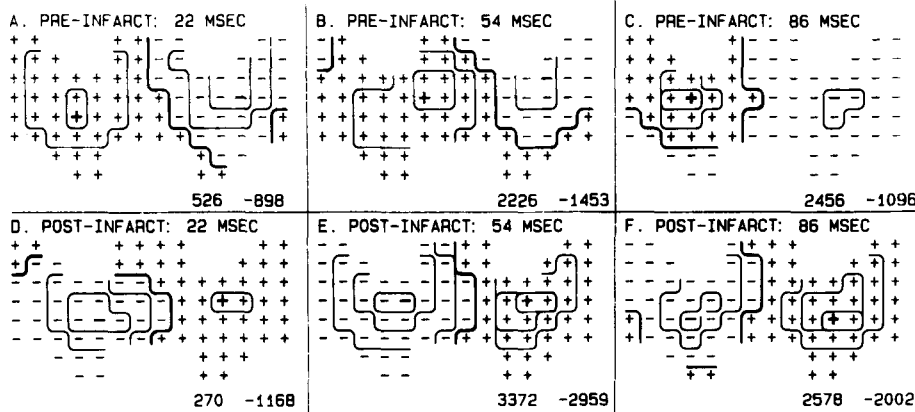 A. PRE-INFARCT: 22 MSEC
526 -898
B. PRE-INFARCT: 54 MSEC
2226 -1453
C. PRE-INFARCT: 86 MSEC
2456 -1096
D. POST-INFARCT: 22 MSEC
270 -1168
E. POST-INFARCT: 54 MSEC
3372 -2959
F. POST-INFARCT: 86 MSEC
2578 -2002